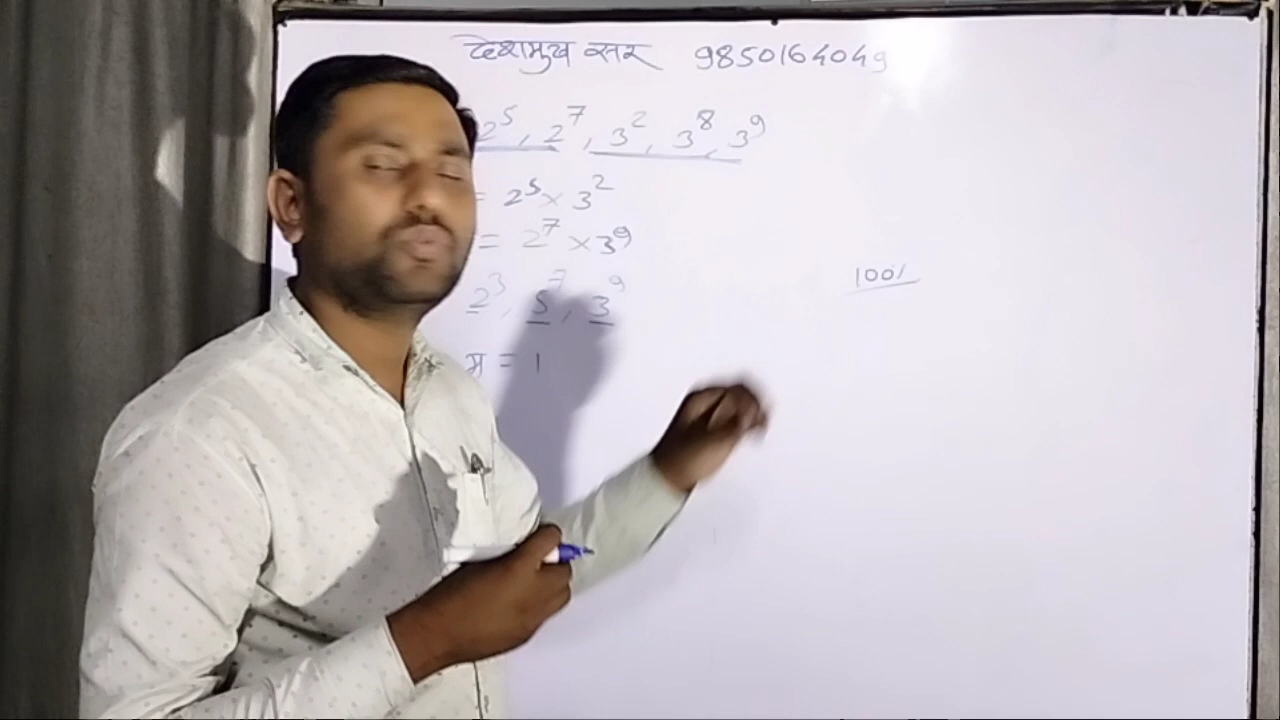 देशमुख सर 9850164049
2⁵, 2⁷, 3², 3⁸, 3⁹
= 2⁵ × 3²
= 2⁷ × 3⁹
100%
2³, 5⁷, 3⁹
म = 1